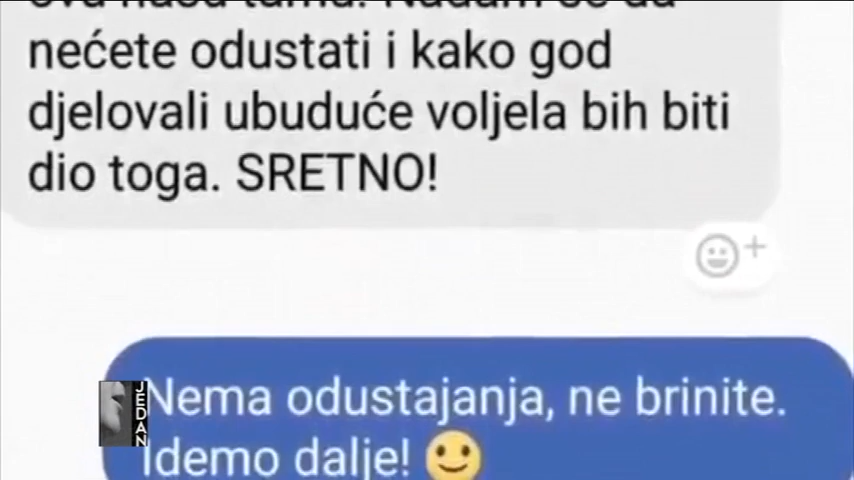 nećete odustati i kako god
djelovali ubuduće voljela bih biti
dio toga. SRETNO!
Nema odustajanja, ne brinite.
Idemo dalje! 🙂
JEDAN